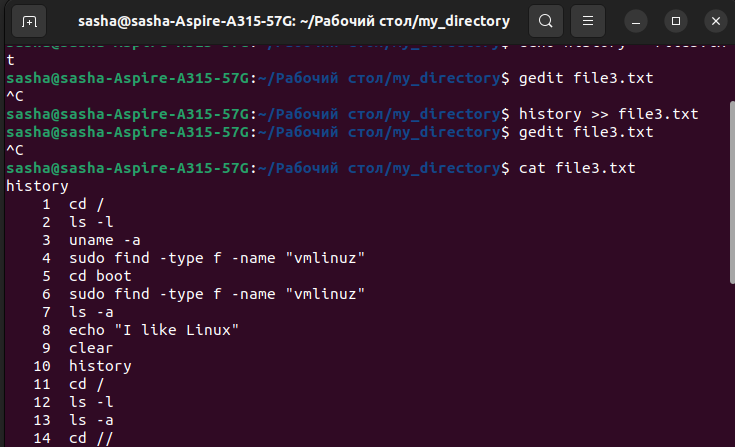 sasha@sasha-Aspire-A315-57G: ~/Рабочий стол/my_directory
t
sasha@sasha-Aspire-A315-57G:~/Рабочий стол/my_directory$ gedit file3.txt
^C
sasha@sasha-Aspire-A315-57G:~/Рабочий стол/my_directory$ history >> file3.txt
sasha@sasha-Aspire-A315-57G:~/Рабочий стол/my_directory$ gedit file3.txt
^C
sasha@sasha-Aspire-A315-57G:~/Рабочий стол/my_directory$ cat file3.txt
history
1 cd /
2 ls -l
3 uname -a
4 sudo find -type f -name "vmlinuz"
5 cd boot
6 sudo find -type f -name "vmlinuz"
7 ls -a
8 echo "I like Linux"
9 clear
10 history
11 cd /
12 ls -l
13 ls -a
14 cd //